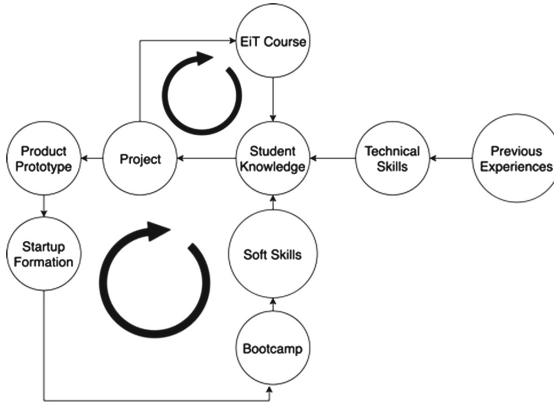 EiT Course
Product
Prototype
Project
Student
Knowledge
Technical
Skills
Previous
Experiences
Startup
Formation
Soft Skills
Bootcamp